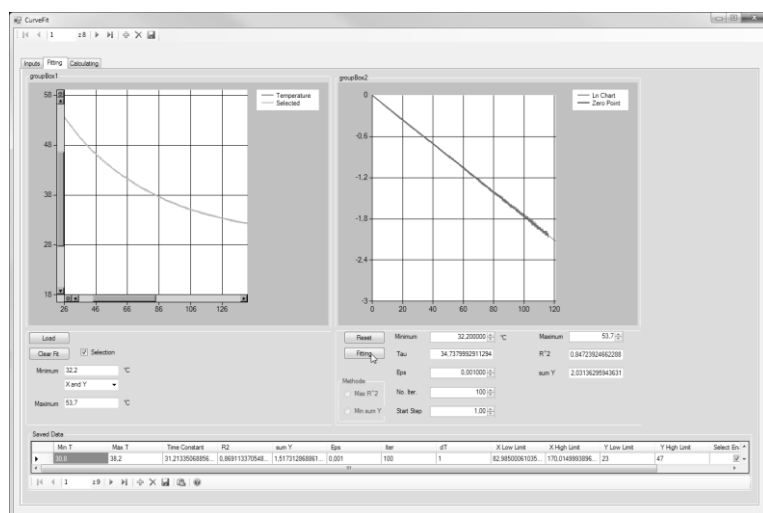 CurveFit
1 z 8
Inputs Fitting Calculating
groupBox1
58
48
38
28
18
26 46 66 86 106 126
Temperature
Selected
groupBox2
0
-0.6
-1.2
-1.8
-2.4
-3
0 20 40 60 80 100 120
Ln Chart
Zero Point
Load
Clear Fit Selection
Minimum 32,2 °C
X and Y
Maximum 53,7 °C
Reset Minimum 32,200000 °C Maximum 53,7
Fitting Tau 34,7379992911294 R^2 0,84723924662288
Eps 0,001000 sum Y 2,03136295943631
Methode
Max R^2 No. Iter. 100
Min sum Y Start Step 1,00
Saved Data
Min T Max T Time Constant R2 sum Y Eps Iter dT X Low Limit X High Limit Y Low Limit Y High Limit Select En
30,8 38,2 31,21335068856... 0,869113370548... 1,517312868961... 0.001 100 1 82,98500061035... 170,0149993896... 23 47
1 z 9